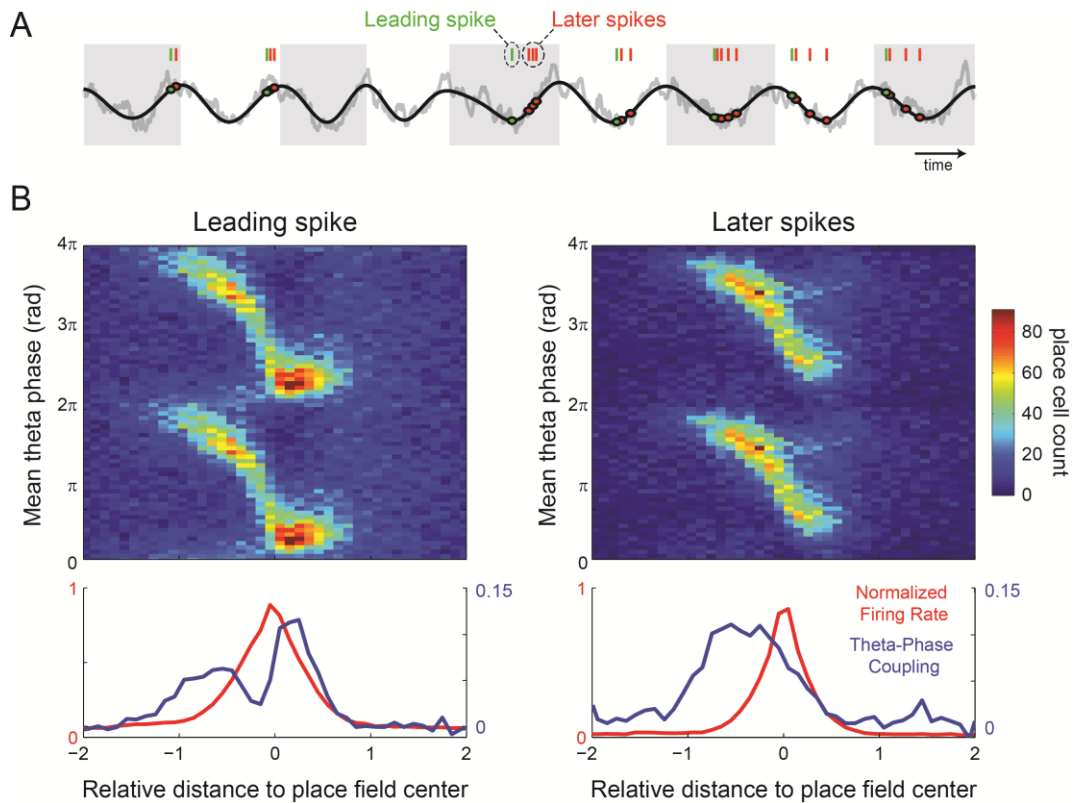 A
Leading spike
Later spikes
time
B
Leading spike
Later spikes
4π
3π
2π
π
0
Mean theta phase (rad)
4π
3π
2π
π
0
Mean theta phase (rad)
80
60
40
20
0
place cell count
1
1
0.15
0
−2
−1
0
1
2
Relative distance to place field center
1
1
Normalized
Firing Rate
Theta-Phase
Coupling
0.15
0
−2
−1
0
1
2
Relative distance to place field center